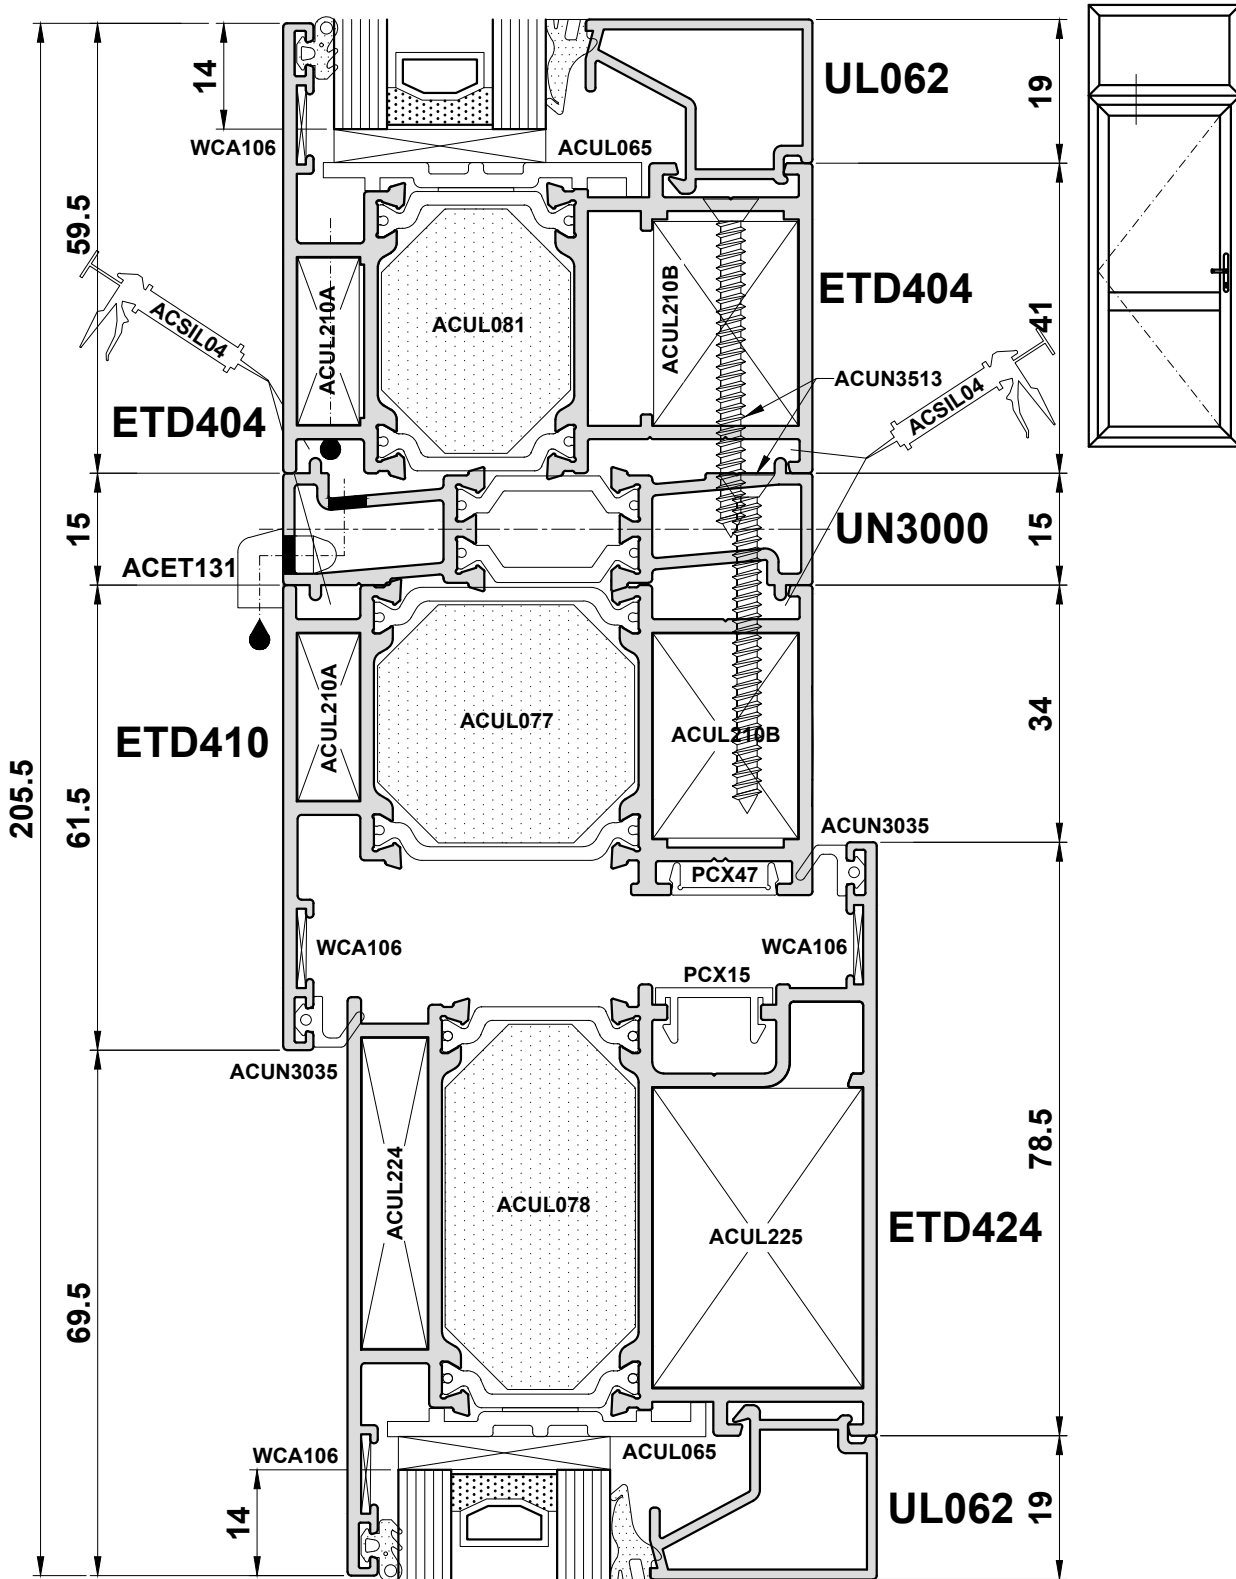 14
UL062
19
WCA106
ACUL065
59.5
ACUL210A
ACUL081
ACUL210B
ETD404
ACSIL04
41
ACUN3513
ACSIL04
ETD404
15
UN3000
15
ACET131
ACUL210A
ACUL077
ACUL210B
34
ETD410
205.5
61.5
ACUN3035
PCX47
WCA106
WCA106
PCX15
ACUN3035
78.5
ACUL224
ACUL078
ACUL225
ETD424
69.5
WCA106
ACUL065
14
UL062
19